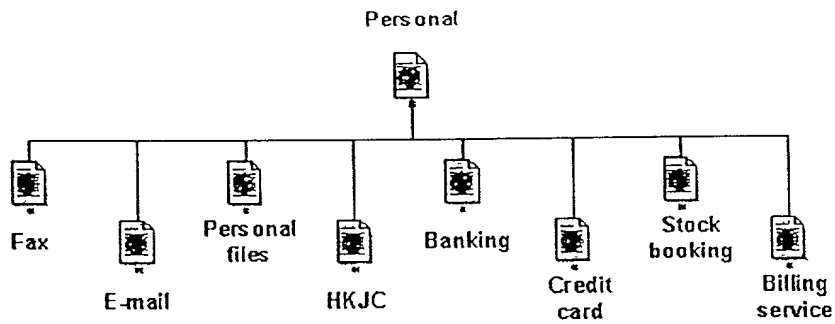 Personal
Fax
E-mail
Personal
files
HKJC
Banking
Credit
card
Stock
booking
Billing
service